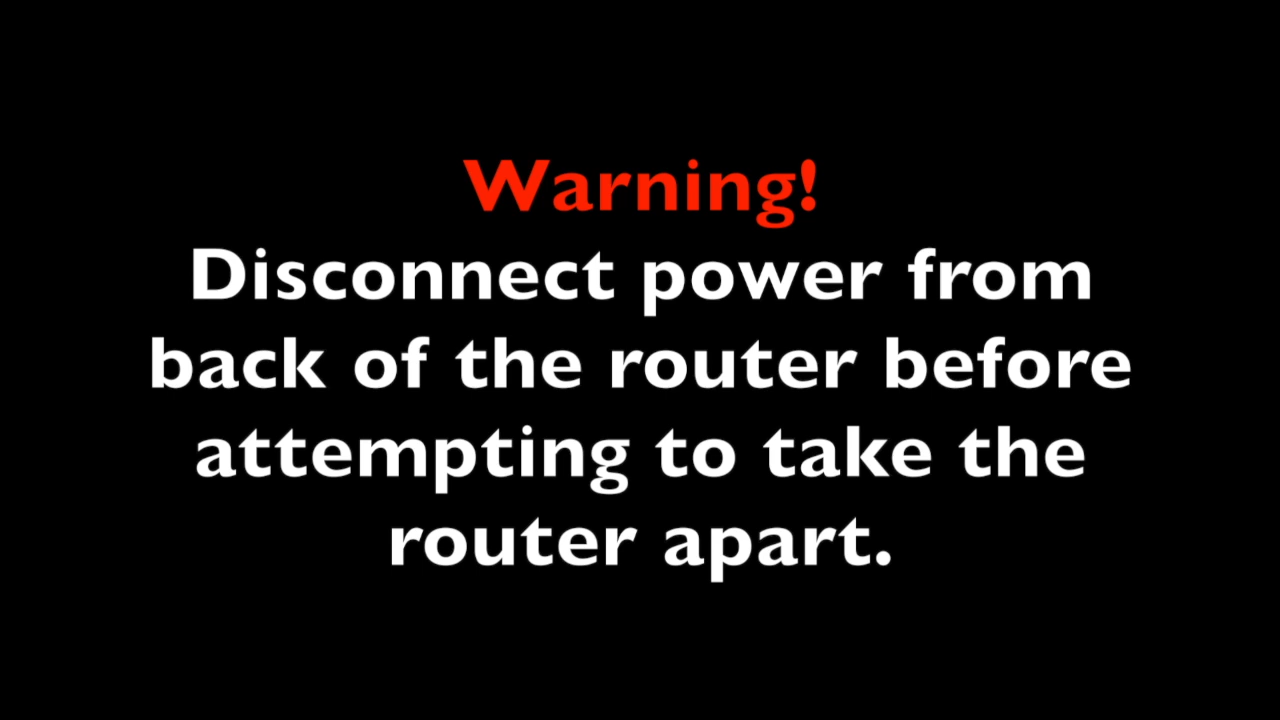 Warning!
Disconnect power from
back of the router before
attempting to take the
router apart.